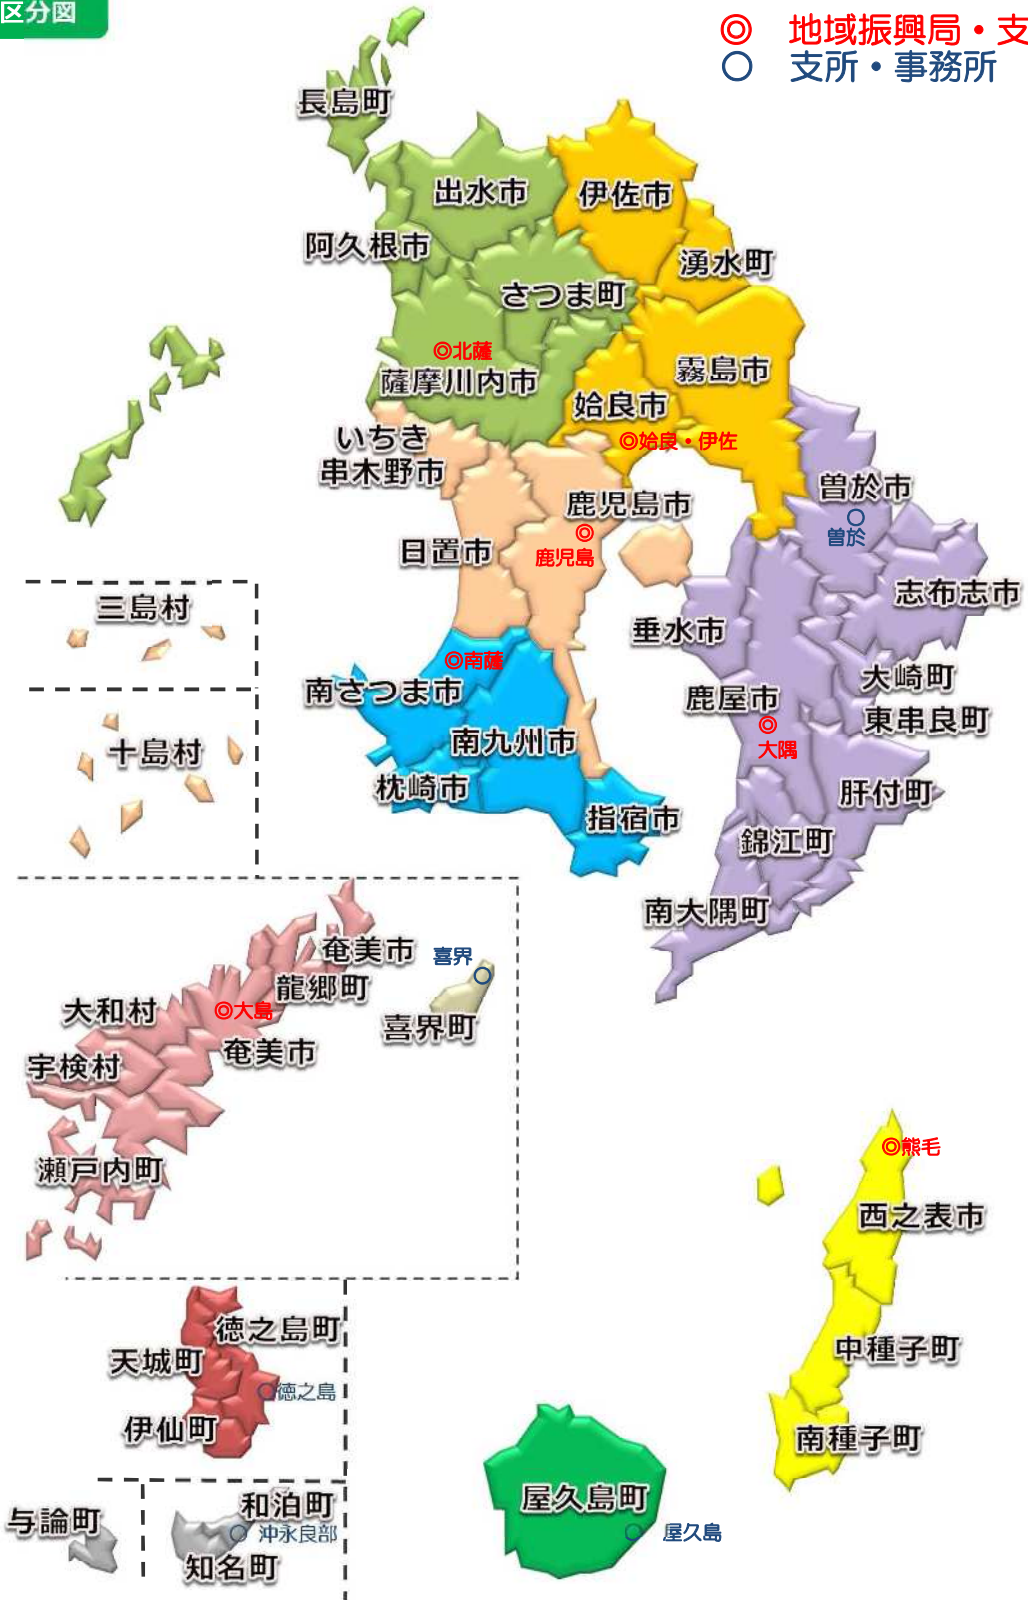 区分図
◎ 地域振興局・支
○ 支所・事務所
長島町
出水市
伊佐市
阿久根市
湧水町
さつま町
◎北薩
薩摩川内市
霧島市
姶良市
◎姶良・伊佐
いちき
串木野市
鹿児島市
◎
鹿児島
曽於市
○
曽於
日置市
志布志市
三島村
垂水市
◎南薩
南さつま市
大崎町
鹿屋市
◎
大隅
東串良町
十島村
南九州市
枕崎市
肝付町
指宿市
錦江町
南大隅町
奄美市
喜界
○
龍郷町
大和村
◎大島
喜界町
奄美市
宇検村
瀬戸内町
◎熊毛
西之表市
徳之島町
天城町
○徳之島
中種子町
伊仙町
南種子町
屋久島町
○ 屋久島
和泊町
与論町
○ 沖永良部
知名町